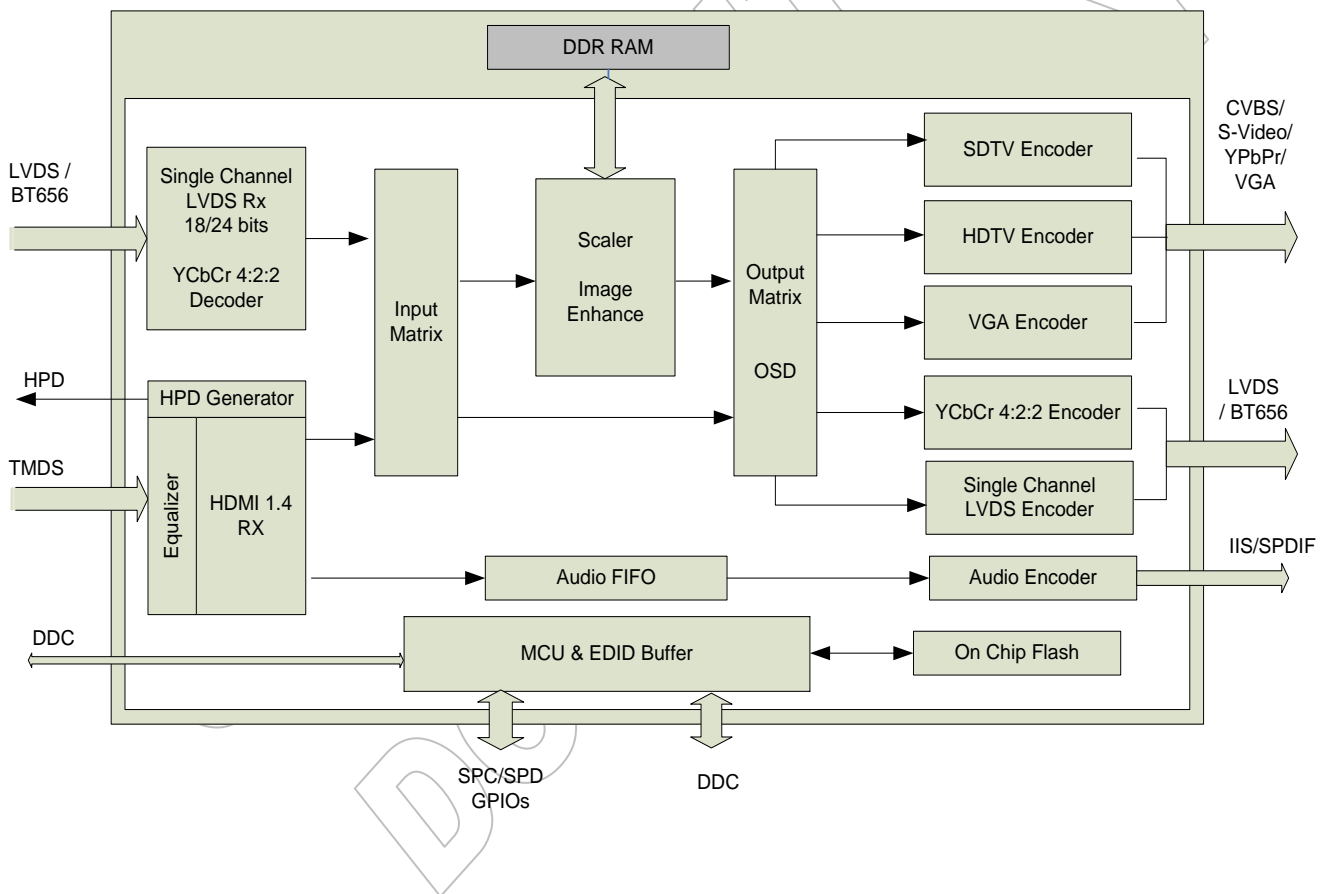 DDR RAM
LVDS /
BT656
Single Channel
LVDS Rx
18/24 bits
YCbCr 4:2:2
Decoder
Input
Matrix
Scaler
Image
Enhance
Output
Matrix
OSD
SDTV Encoder
HDTV Encoder
VGA Encoder
YCbCr 4:2:2 Encoder
Single Channel
LVDS Encoder
CVBS/
S-Video/
YPbPr/
VGA
LVDS
/ BT656
HPD
HPD Generator
TMDS
Equalizer
HDMI 1.4
RX
Audio FIFO
Audio Encoder
IIS/SPDIF
DDC
MCU & EDID Buffer
On Chip Flash
SPC/SPD
GPIOs
DDC